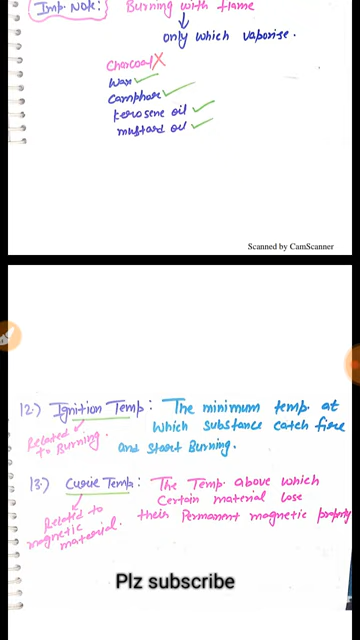 Imp. Note: Burning with flame
only which vaporise.
Charcoal X
Wax ✓
Camphore ✓
kerosene oil ✓
mustard oil ✓
Scanned by CamScanner
12.) Ignition Temp: The minimum temp. at
which substance catch fire
Related to Burning.
and start Burning.
13.) Curie Temp: The Temp above which
Certain material lose
Related to magnetic material.
their Permanent magnetic property
Plz subscribe